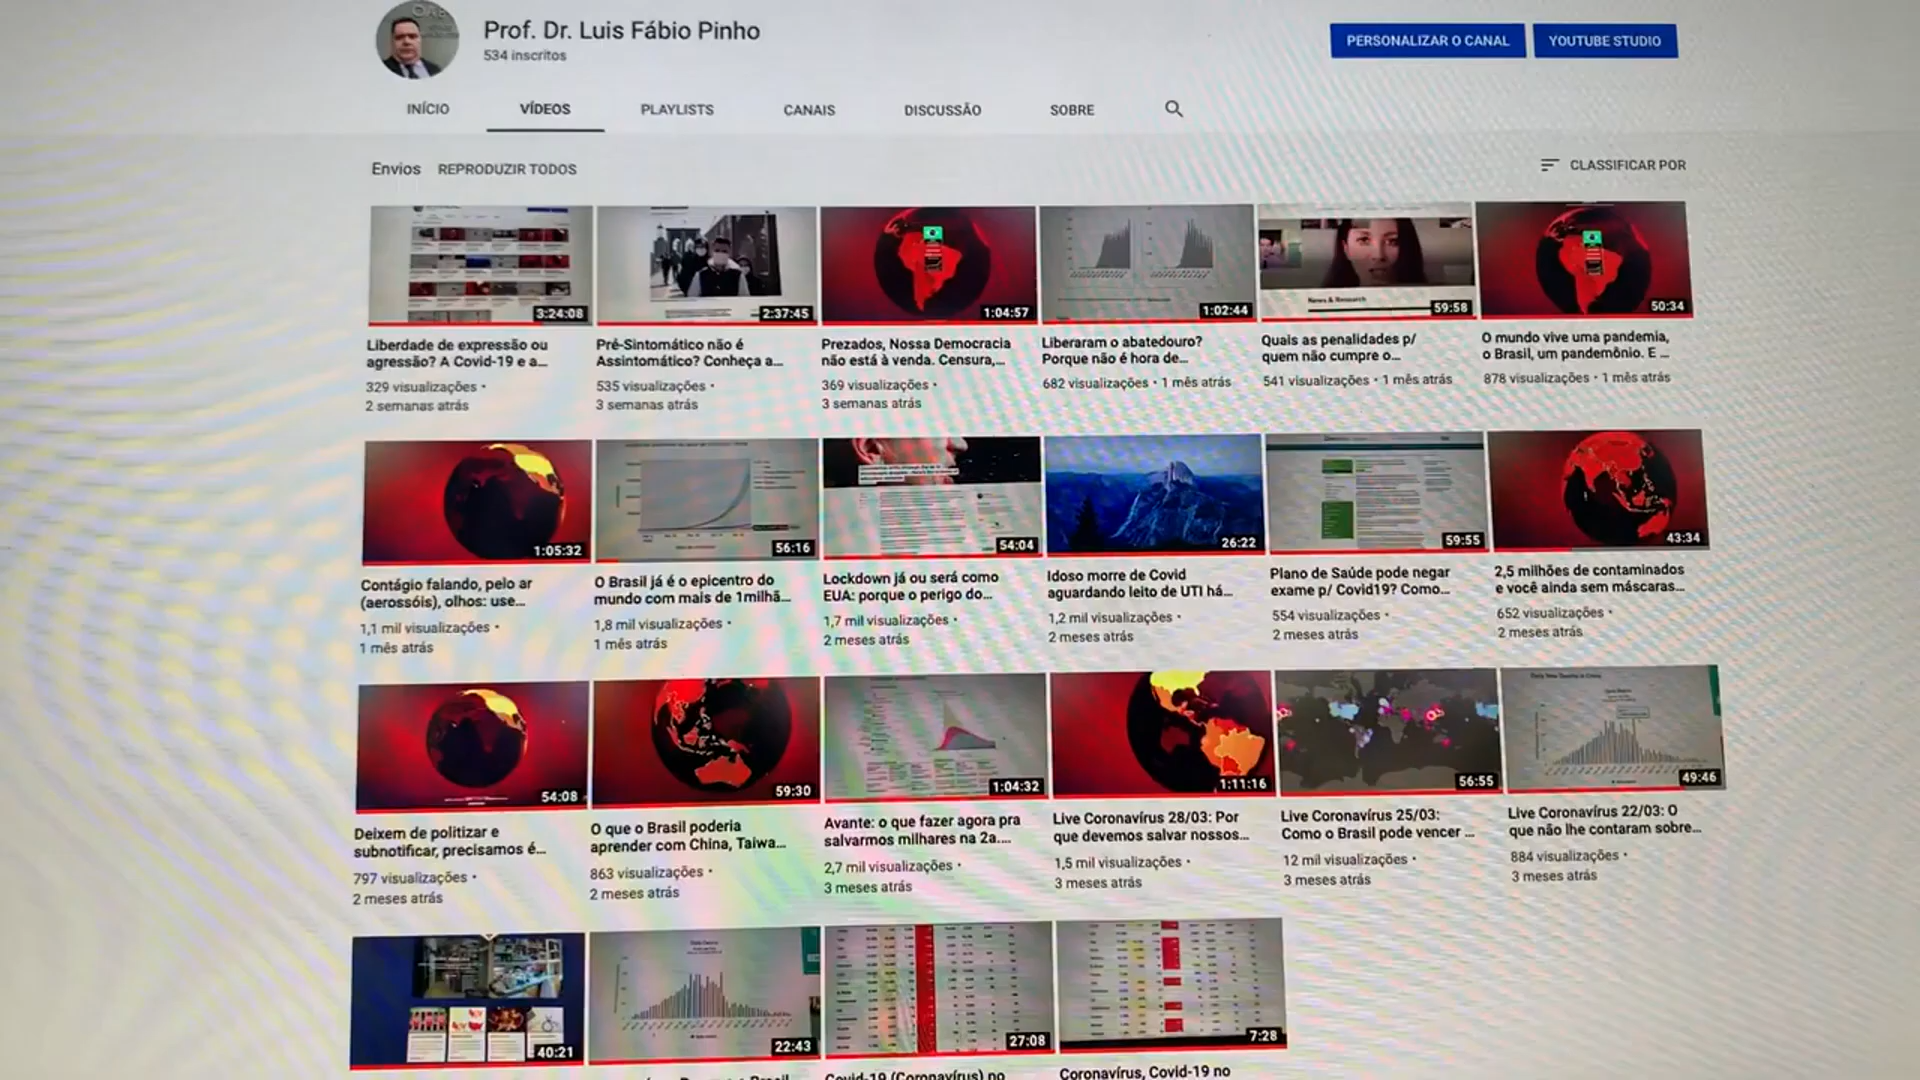 Prof. Dr. Luis Fábio Pinho
534 inscritos
PERSONALIZAR O CANAL
YOUTUBE STUDIO
INÍCIO
VÍDEOS
PLAYLISTS
CANAIS
DISCUSSÃO
SOBRE
Envios
REPRODUZIR TODOS
CLASSIFICAR POR
3:24:08
Liberdade de expressão ou
agressão? A Covid-19 e a...
329 visualizações •
2 semanas atrás
2:37:45
Pré-Sintomático não é
Assintomático? Conheça a...
535 visualizações •
3 semanas atrás
1:04:57
Prezados, Nossa Democracia
não está à venda. Censura,...
369 visualizações •
3 semanas atrás
1:02:44
Liberaram o abatedouro?
Porque não é hora de...
682 visualizações • 1 mês atrás
News & Research
59:58
Quais as penalidades p/
quem não cumpre o...
541 visualizações • 1 mês atrás
50:34
O mundo vive uma pandemia,
o Brasil, um pandemônio. E ...
878 visualizações • 1 mês atrás
1:05:32
Contágio falando, pelo ar
(aerossóis), olhos: use...
1,1 mil visualizações •
1 mês atrás
56:16
O Brasil já é o epicentro do
mundo com mais de 1milhã...
1,8 mil visualizações •
1 mês atrás
54:04
Lockdown já ou será como
EUA: porque o perigo do...
1,7 mil visualizações •
2 meses atrás
26:22
Idoso morre de Covid
aguardando leito de UTI há...
1,2 mil visualizações •
2 meses atrás
59:55
Plano de Saúde pode negar
exame p/ Covid19? Como...
554 visualizações •
2 meses atrás
43:34
2,5 milhões de contaminados
e você ainda sem máscaras...
652 visualizações •
2 meses atrás
54:08
Deixem de politizar e
subnotificar, precisamos é...
797 visualizações •
2 meses atrás
59:30
O que o Brasil poderia
aprender com China, Taiwa...
863 visualizações •
2 meses atrás
1:04:32
Avante: o que fazer agora pra
salvarmos milhares na 2a....
2,7 mil visualizações •
3 meses atrás
1:11:16
Live Coronavírus 28/03: Por
que devemos salvar nossos...
1,5 mil visualizações •
3 meses atrás
56:55
Live Coronavírus 25/03:
Como o Brasil pode vencer ...
12 mil visualizações •
3 meses atrás
49:46
Live Coronavírus 22/03: O
que não lhe contaram sobre...
884 visualizações •
3 meses atrás
40:21
22:43
27:08
Covid-19 (Coronavírus) no
7:28
Coronavírus, Covid-19 no